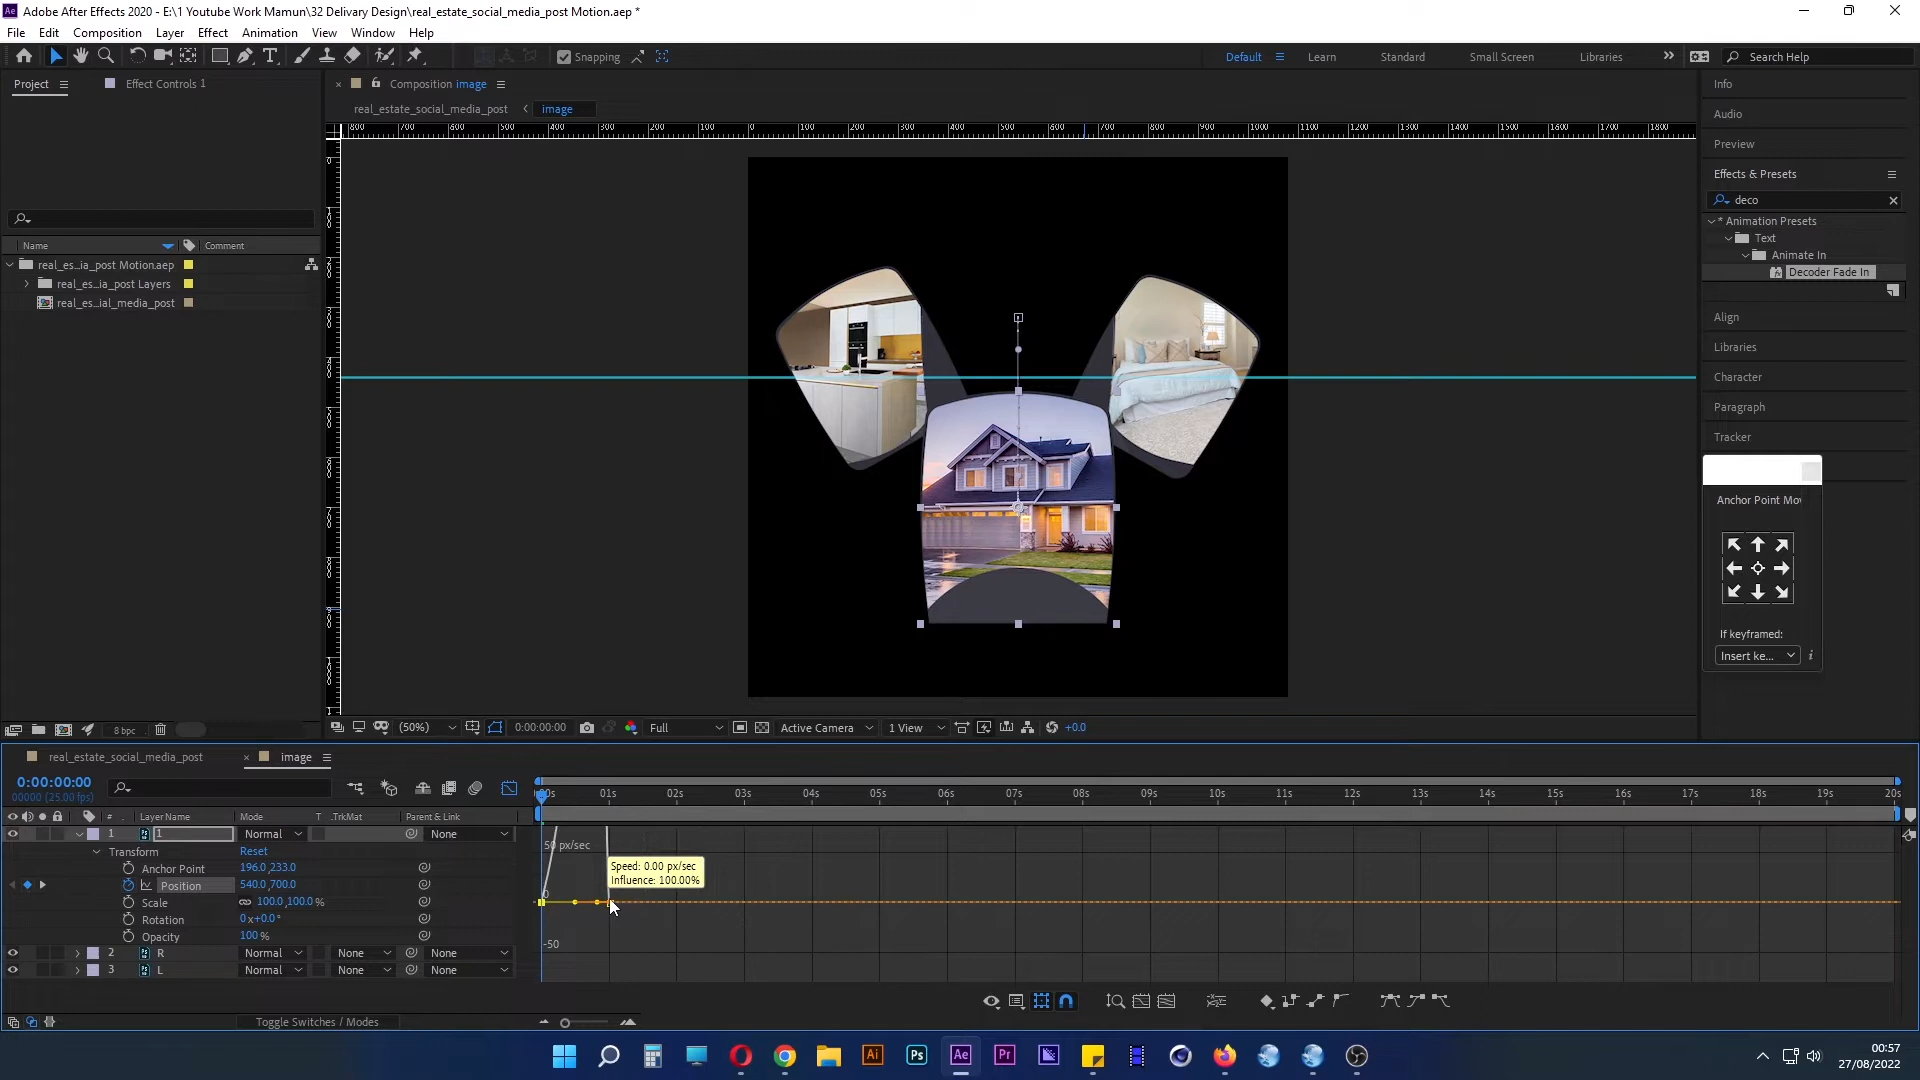 Adobe After Effects 2020 - E:\1 Youtube Work Mamun\32 Delivary Design\real_estate_social_media_post Motion.aep *
File Edit Composition Layer Effect Animation View Window Help
Snapping
Default Learn Standard Small Screen Libraries
Search Help
Project
Effect Controls 1
Composition image
real_estate_social_media_post
image
Name
Comment
real_es...ia_post Motion.aep
real_es...ia_post Layers
real_es...ial_media_post
8 bpc
(50%)
0:00:00:00
Full
Active Camera
1 View
+0.0
Info
Audio
Preview
Effects & Presets
deco
* Animation Presets
Text
Animate In
Decoder Fade In
Align
Libraries
Character
Paragraph
Tracker
Anchor Point Mov
If keyframed:
Insert ke...
real_estate_social_media_post
image
0:00:00:00
00000 (25.00 fps)
# Layer Name Mode T .TrkMat Parent & Link
1 1 Normal None
Transform Reset
Anchor Point 196.0,233.0
Position 540.0,700.0
Scale 100.0,100.0 %
Rotation 0x+0.0°
Opacity 100 %
2 R Normal None None
3 L Normal None None
Toggle Switches / Modes
01s 02s 03s 04s 05s 06s 07s 08s 09s 10s 11s 12s 13s 14s 15s 16s 17s 18s 19s 20s
50 px/sec
0
-50
Speed: 0.00 px/sec
Influence: 100.00%
00:57
27/08/2022